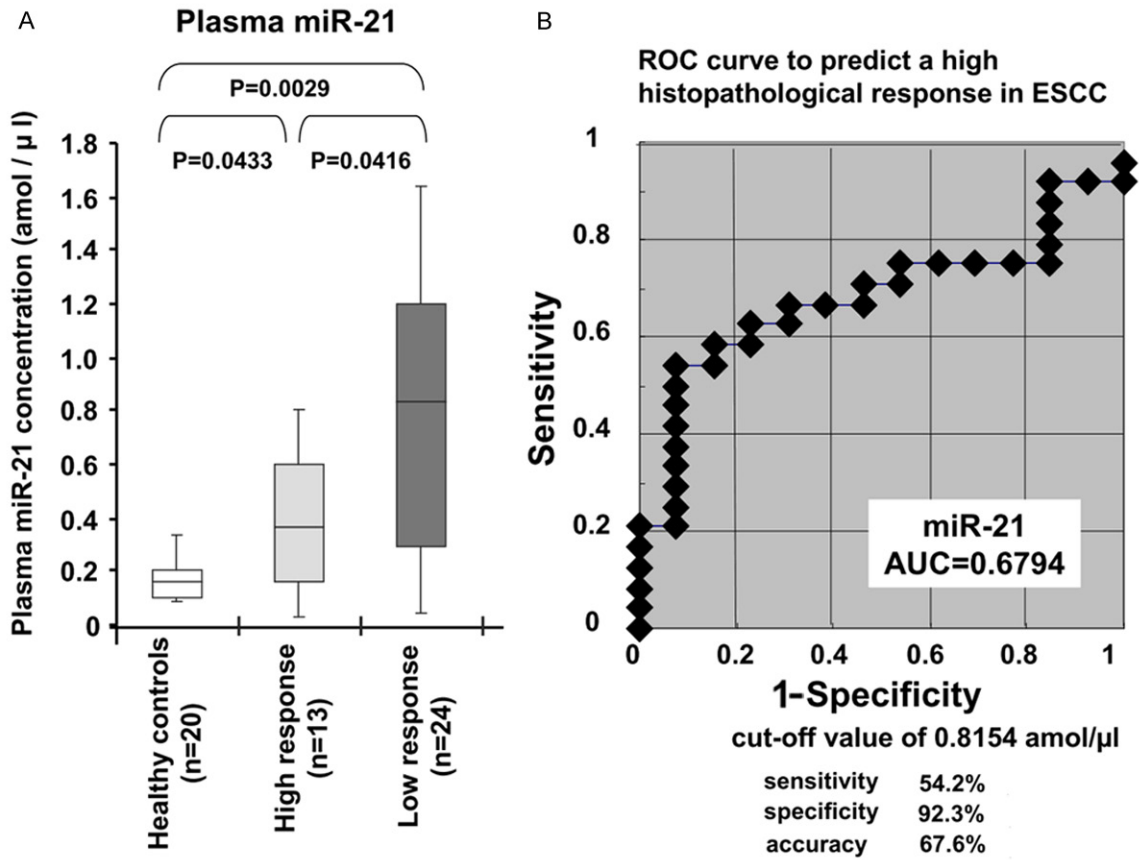 A
Plasma miR-21
P=0.0029
P=0.0433
P=0.0416
Plasma miR-21 concentration (amol / μ l)
1.8
1.6
1.4
1.2
1.0
0.8
0.6
0.4
0.2
0
Healthy controls
(n=20)
High response
(n=13)
Low response
(n=24)
B
ROC curve to predict a high
histopathological response in ESCC
Sensitivity
1
0.8
0.6
0.4
0.2
0
miR-21
AUC=0.6794
0 0.2 0.4 0.6 0.8 1
1-Specificity
cut-off value of 0.8154 amol/μl
sensitivity 54.2%
specificity 92.3%
accuracy 67.6%